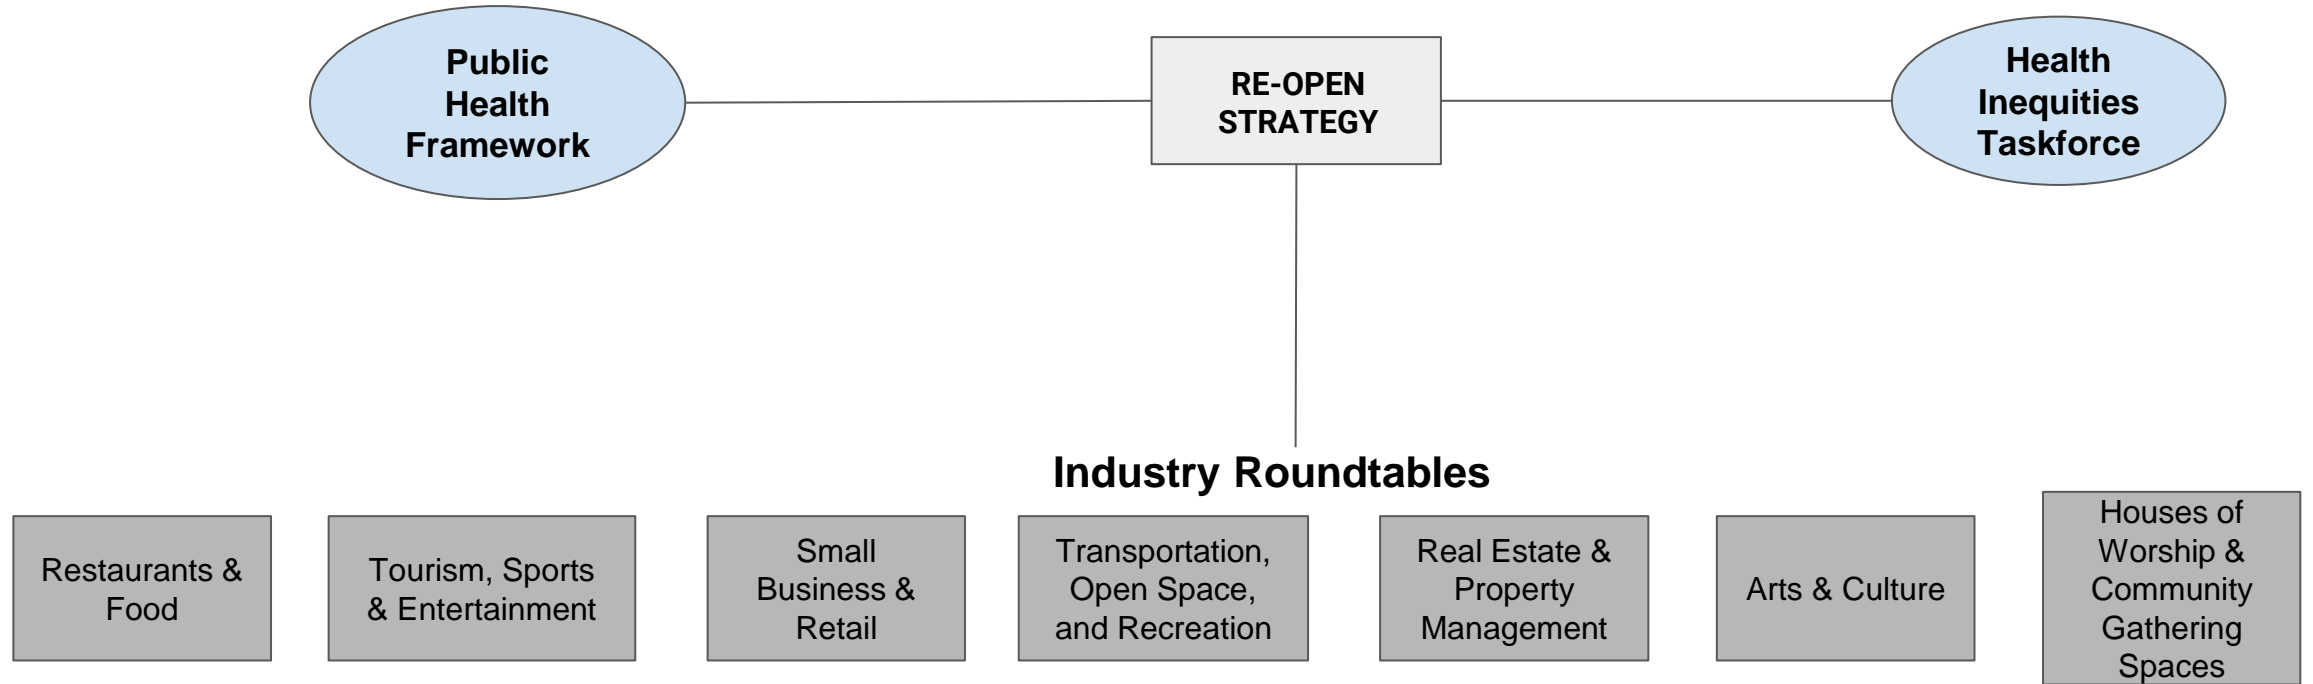 Public
Health
Framework
RE-OPEN
STRATEGY
Health
Inequities
Taskforce
Industry Roundtables
Restaurants &
Food
Tourism, Sports
& Entertainment
Small
Business &
Retail
Transportation,
Open Space,
and Recreation
Real Estate &
Property
Management
Arts & Culture
Houses of
Worship &
Community
Gathering
Spaces